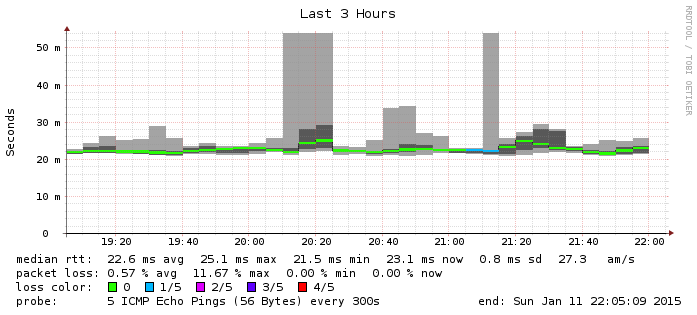 Last 3 Hours
RRDTOOL / TOBI OETIKER
Seconds
50 m
40 m
30 m
20 m
10 m
0
19:20 19:40 20:00 20:20 20:40 21:00 21:20 21:40 22:00
median rtt: 22.6 ms avg 25.1 ms max 21.5 ms min 23.1 ms now 0.8 ms sd 27.3 am/s
packet loss: 0.57 % avg 11.67 % max 0.00 % min 0.00 % now
loss color: 0 1/5 2/5 3/5 4/5
probe: 5 ICMP Echo Pings (56 Bytes) every 300s end: Sun Jan 11 22:05:09 2015